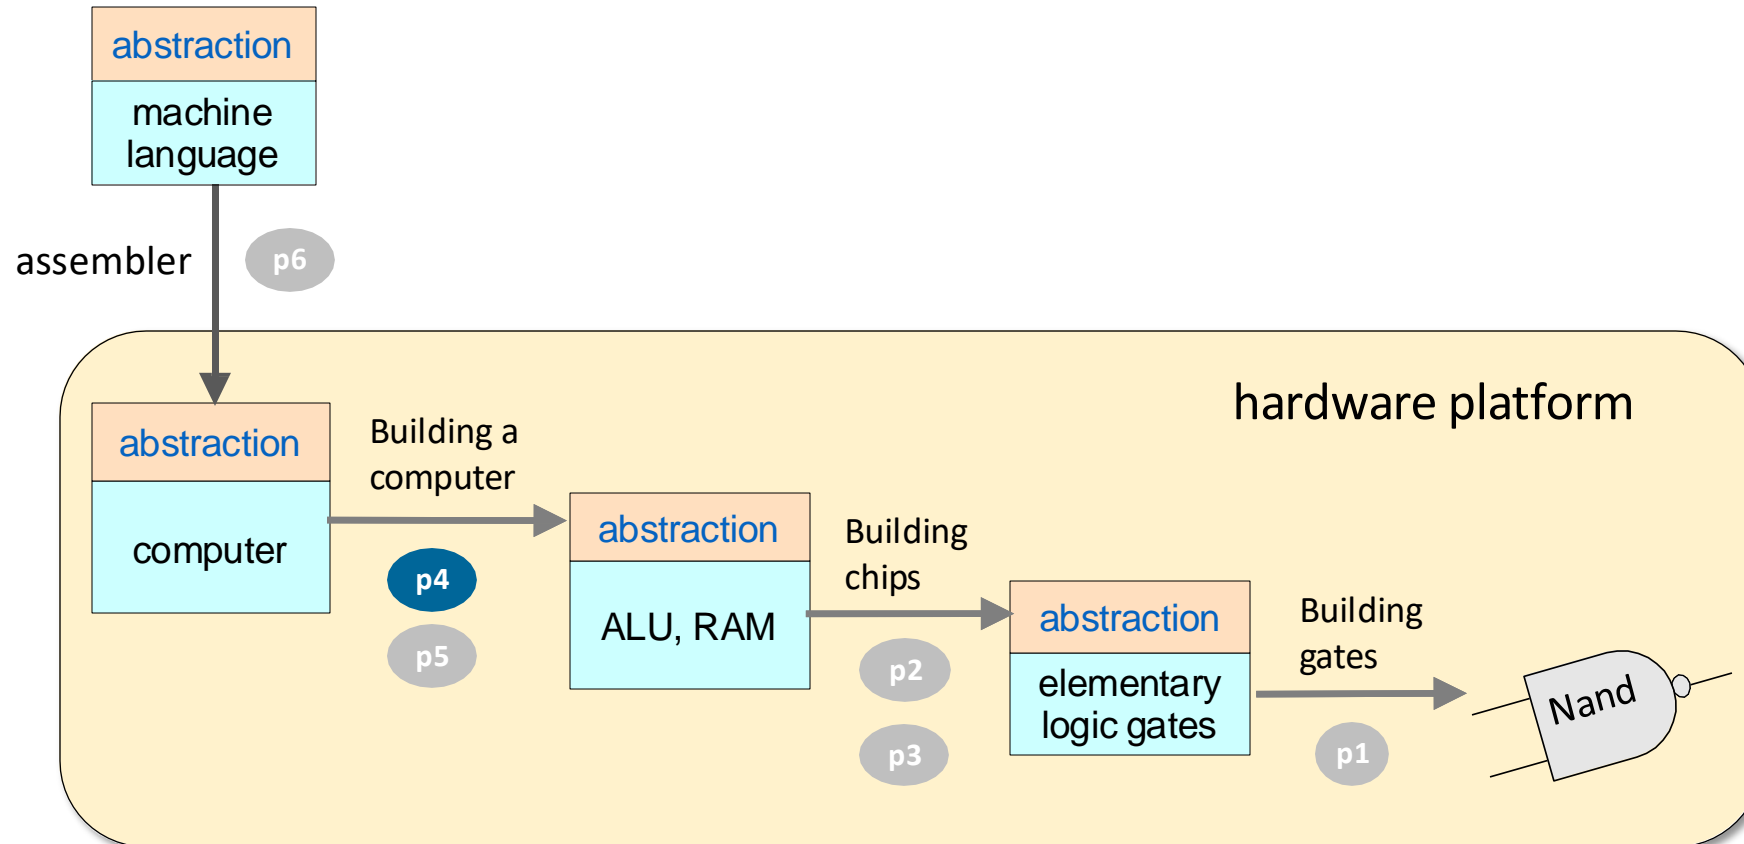 abstraction
machine
language
assembler
p6
hardware platform
abstraction
computer
Building a
computer
p4
p5
abstraction
ALU, RAM
Building
chips
p2
p3
abstraction
elementary
logic gates
Building
gates
p1
Nand